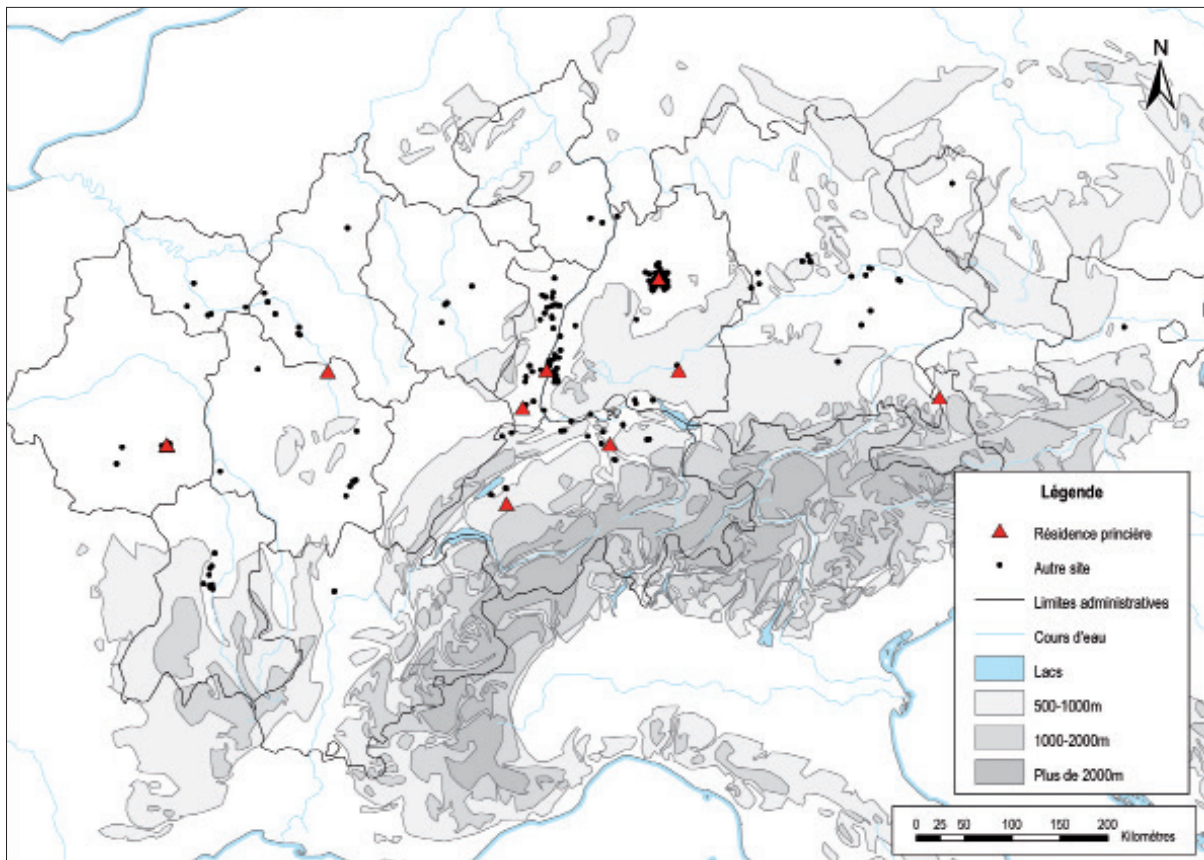 N
Légende
Résidence princière
Autre site
Limites administratives
Cours d'eau
Lacs
500-1000m
1000-2000m
Plus de 2000m
0 25 50 100 150 200
Kilomètres